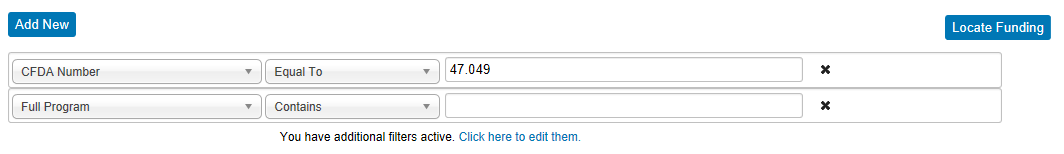 Add New
Locate Funding
CFDA Number Equal To 47.049
Full Program Contains
You have additional filters active. Click here to edit them.